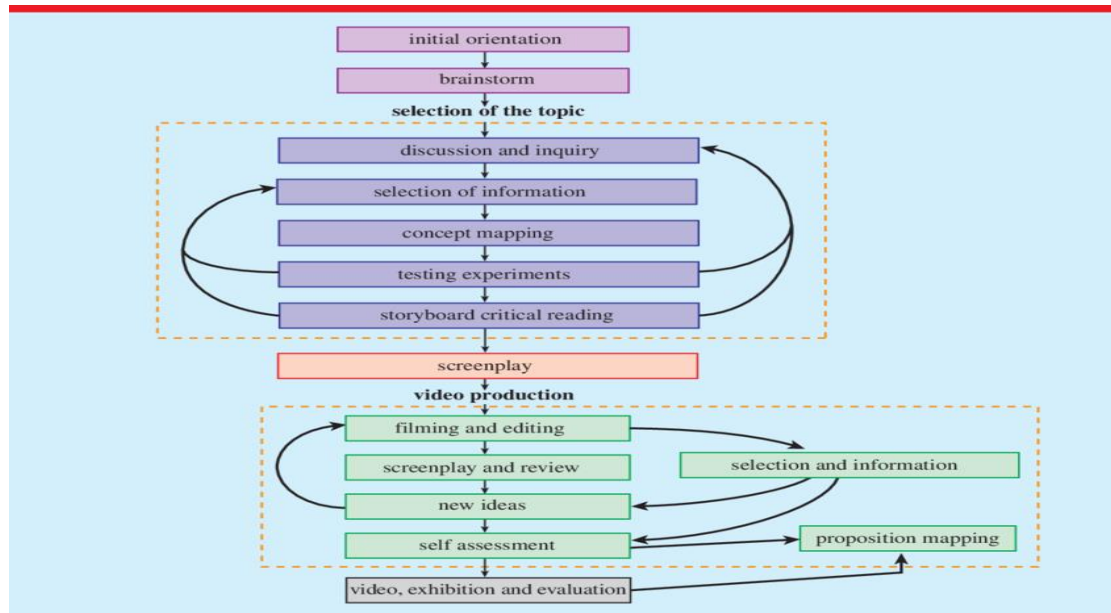 initial orientation
brainstorm
selection of the topic
discussion and inquiry
selection of information
concept mapping
testing experiments
storyboard critical reading
screenplay
video production
filming and editing
screenplay and review
selection and information
new ideas
self assessment
proposition mapping
video, exhibition and evaluation